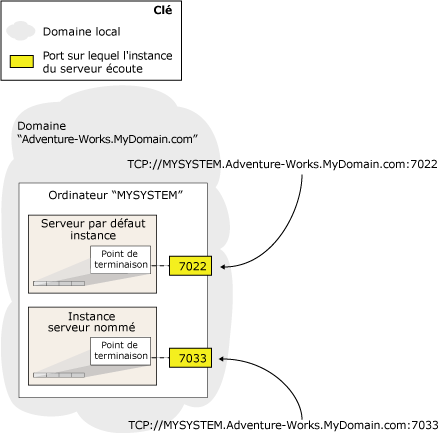 Clé
Domaine local
Port sur lequel l'instance
du serveur écoute
Domaine
“Adventure-Works.MyDomain.com”
TCP://MYSYSTEM.Adventure-Works.MyDomain.com:7022
Ordinateur “MYSYSTEM”
Serveur par défaut
instance
Point de
terminaison
7022
Instance
serveur nommé
Point de
terminaison
7033
TCP://MYSYSTEM.Adventure-Works.MyDomain.com:7033